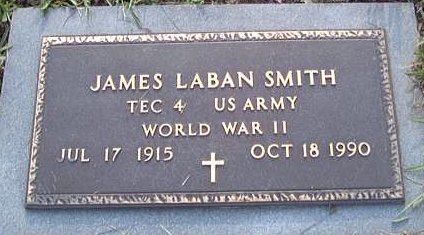 JAMES LABAN SMITH
TEC 4 US ARMY
WORLD WAR II
JUL 17 1915 OCT 18 1990